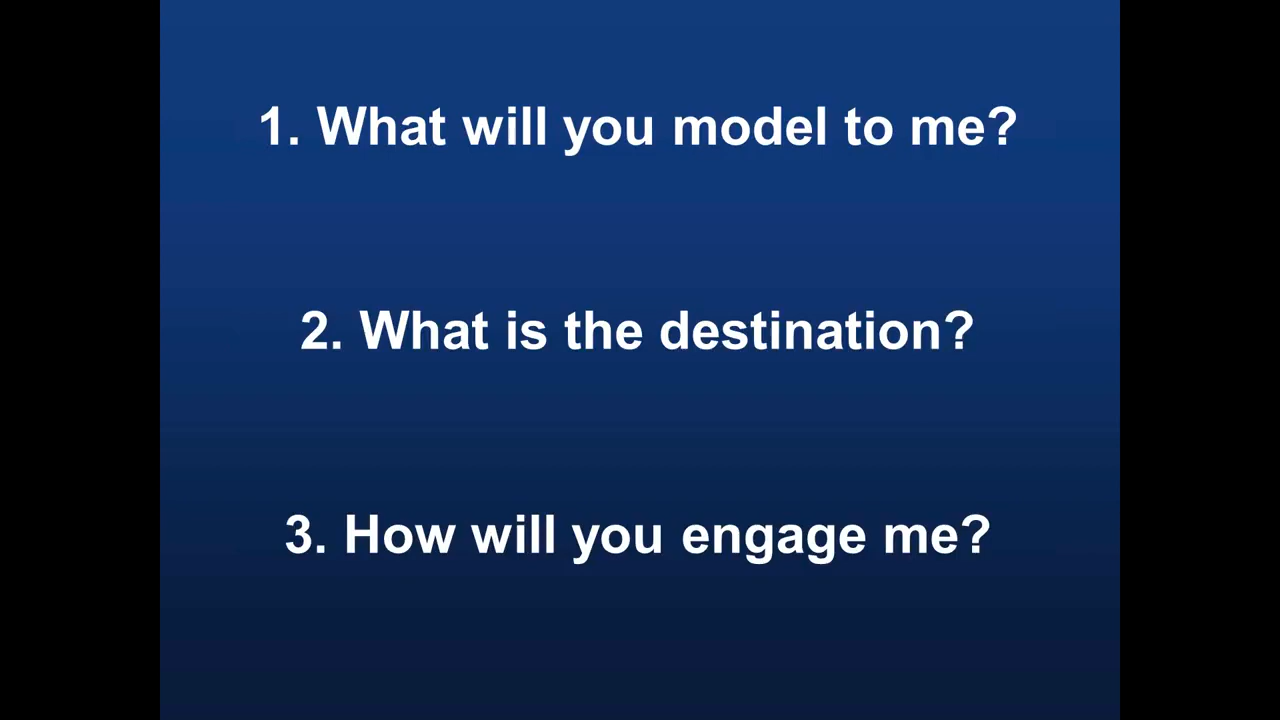 1. What will you model to me?
2. What is the destination?
3. How will you engage me?